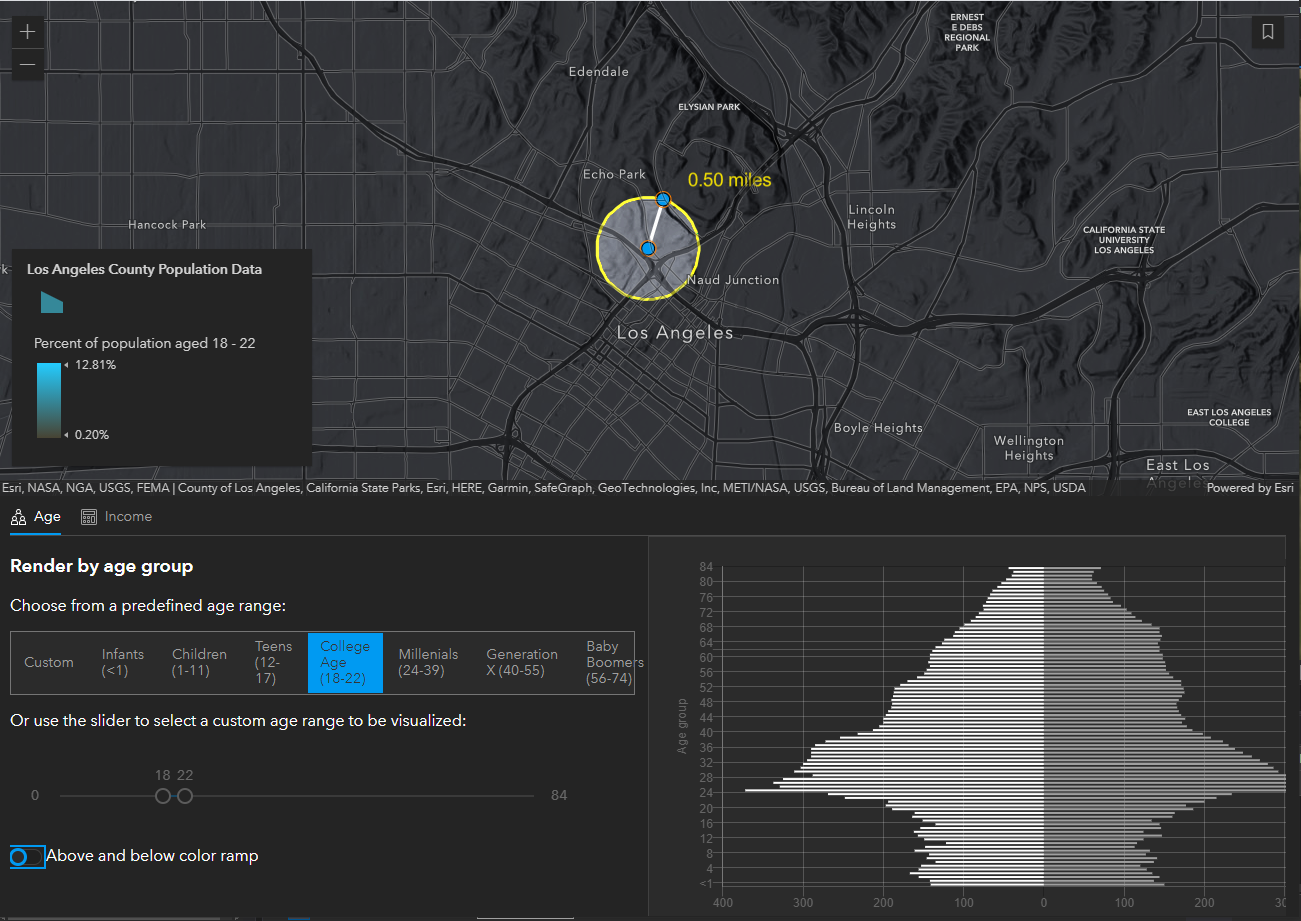 ERNEST
E DEBS
REGIONAL
PARK
Edendale
ELYSIAN PARK
Echo Park
0.50 miles
Hancock Park
Lincoln
Heights
CALIFORNIA STATE
UNIVERSITY
LOS ANGELES
k
Los Angeles County Population Data
Naud Junction
Los Angeles
Percent of population aged 18 - 22
12.81%
0.20%
EAST LOS ANGELES
COLLEGE
Boyle Heights
Wellington
Heights
East Los
Angeles
Esri, NASA, NGA, USGS, FEMA | County of Los Angeles, California State Parks, Esri, HERE, Garmin, SafeGraph, GeoTechnologies, Inc, METI/NASA, USGS, Bureau of Land Management, EPA, NPS, USDA
Powered by Esri
Age
Income
Render by age group
Choose from a predefined age range:
Custom
Infants
(<1)
Children
(1-11)
Teens
(12-
17)
College
Age
(18-22)
Millenials
(24-39)
Generation
X (40-55)
Baby
Boomers
(56-74)
Or use the slider to select a custom age range to be visualized:
0
18
22
84
Above and below color ramp
Age group
84
80
76
72
68
64
60
56
52
48
44
40
36
32
28
24
20
16
12
8
4
<1
400
300
200
100
0
100
200
30